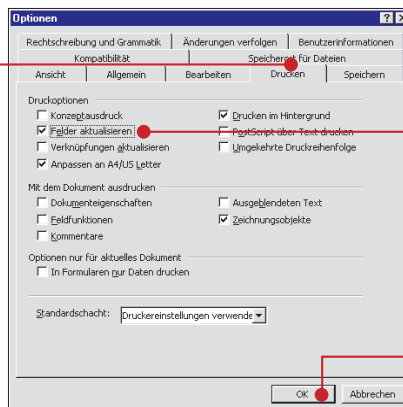 Optionen
Rechtschreibung und Grammatik Änderungen verfolgen Benutzerinformationen
Kompatibilität Speicherort für Dateien
Ansicht Allgemein Bearbeiten Drucken Speichern
Druckoptionen
Konzeptausdruck Drucken im Hintergrund
Felder aktualisieren PostScript über Text drucken
Verknüpfungen aktualisieren Umgekehrte Druckreihenfolge
Anpassen an A4/US Letter
Mit dem Dokument ausdrucken
Dokumenteigenschaften Ausgeblendeten Text
Feldfunktionen Zeichnungsobjekte
Kommentare
Optionen nur für aktuelles Dokument
In Formularen nur Daten drucken
Standardschacht: Druckereinstellungen verwende
OK Abbrechen